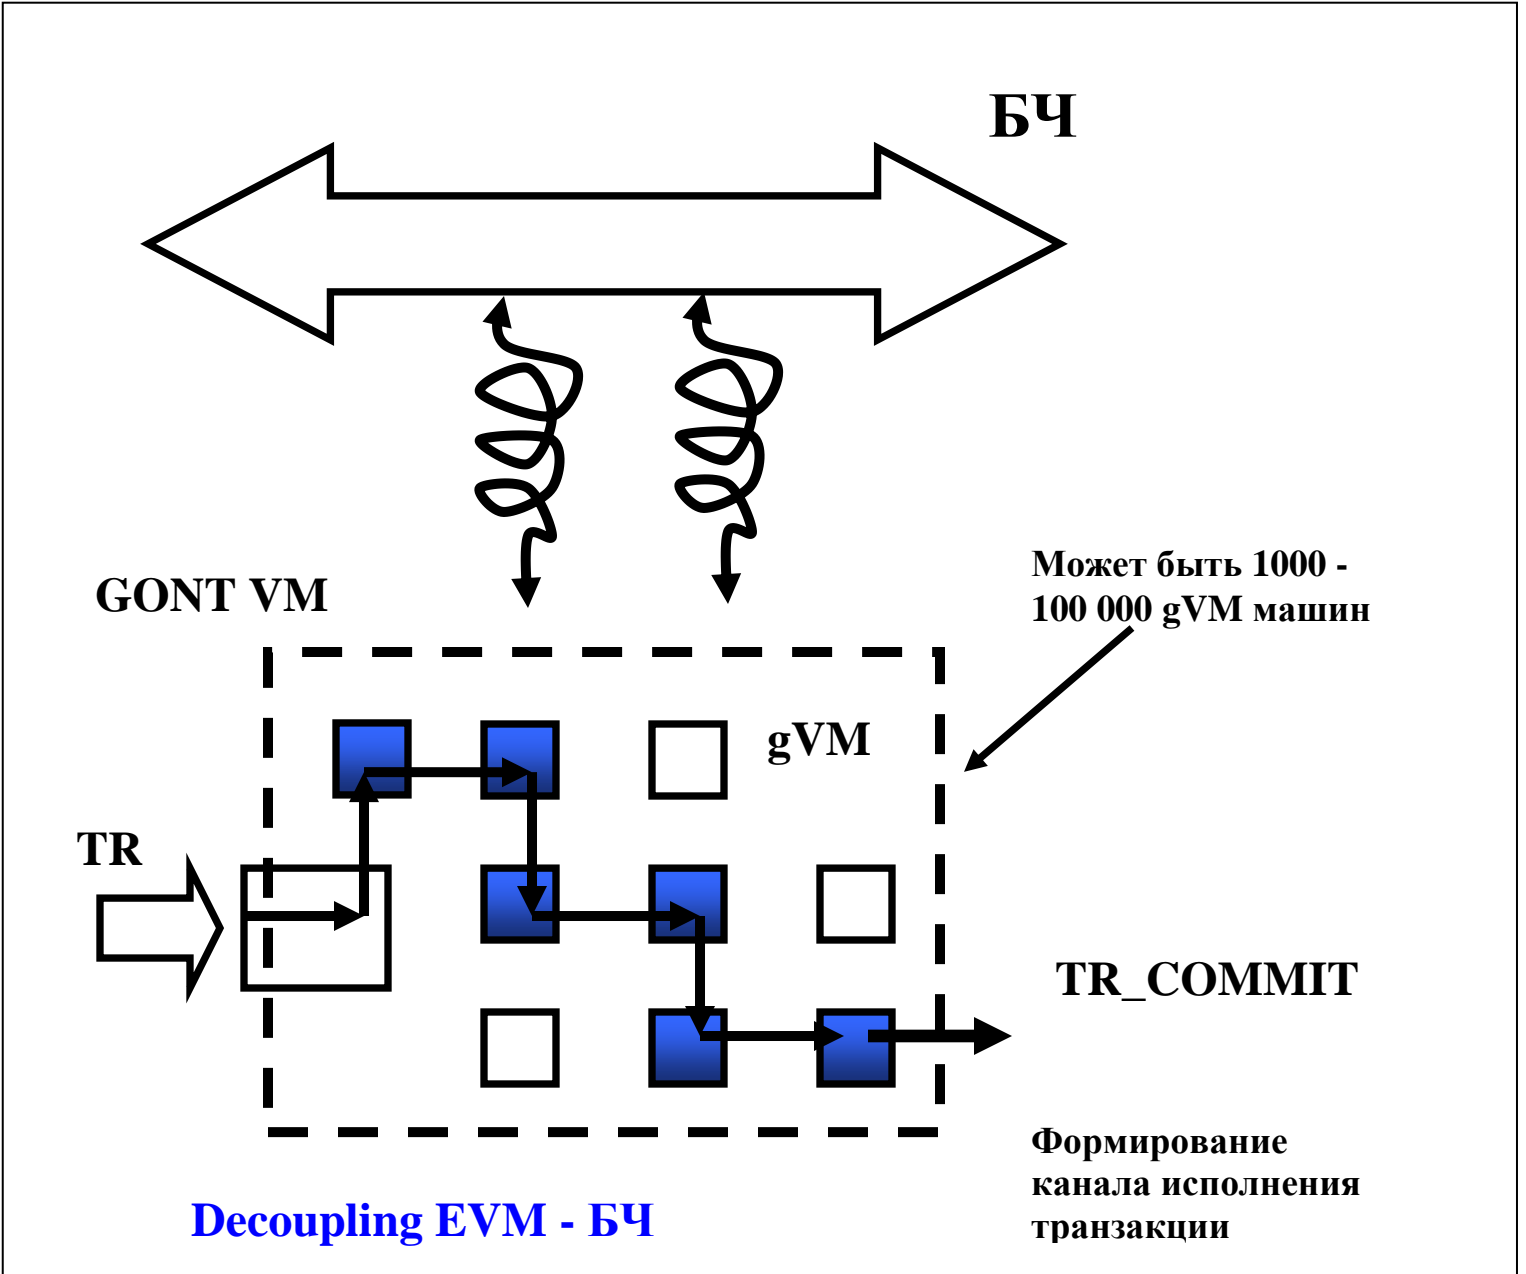 БЧ
Может быть 1000 -
100 000 gVM машин
GONT VM
gVM
TR
TR_COMMIT
Формирование
канала исполнения
транзакции
Decoupling EVM - БЧ